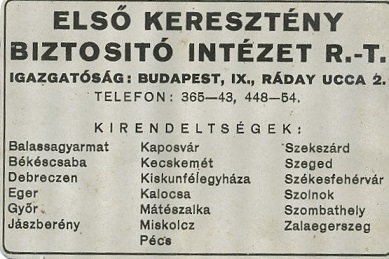 ELSŐ KERESZTÉNY
BIZTOSITÓ INTÉZET R.-T.
IGAZGATÓSÁG: BUDAPEST, IX., RÁDAY UCCA 2.
TELEFON: 365—43, 448—54.
KIRENDELTSÉGEK:
Balassagyarmat
Békéscsaba
Debreczen
Eger
Győr
Jászberény
Kaposvár
Kecskemét
Kiskunfélegyháza
Kalocsa
Mátészalka
Miskolcz
Pécs
Szekszárd
Szeged
Székesfehérvár
Szolnok
Szombathely
Zalaegerszeg